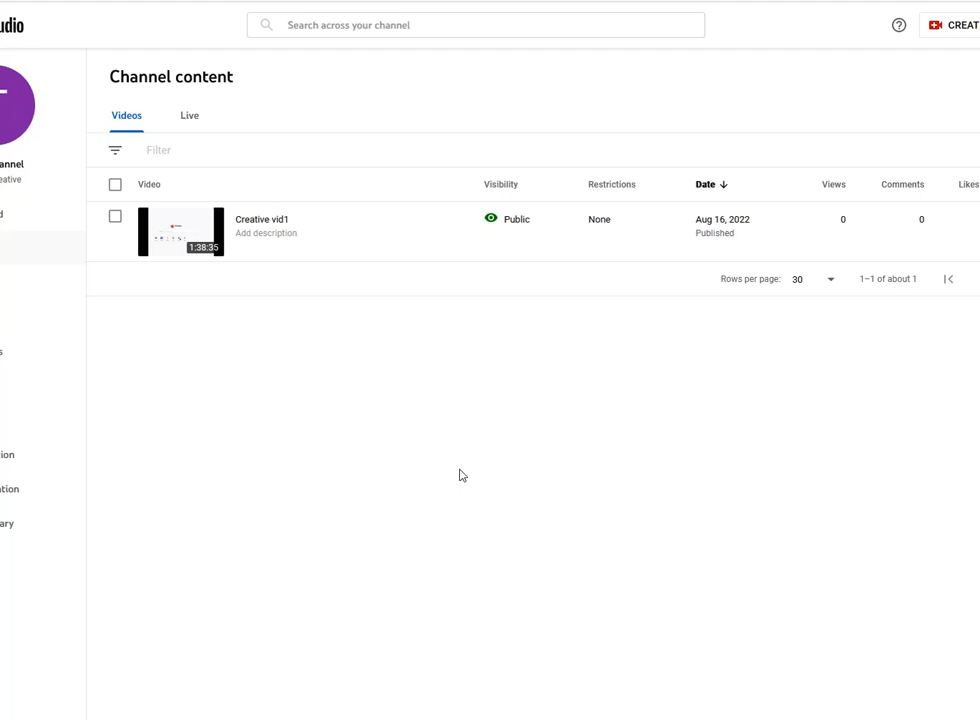 udio
Search across your channel
CREAT
Channel content
Videos Live
annel
eative
Filter
Video Visibility Restrictions Date Views Comments Likes
d
Creative vid1 Public None Aug 16, 2022 0 0
Add description Published
1:38:35
Rows per page: 30 1–1 of about 1
s
ion
ation
ary